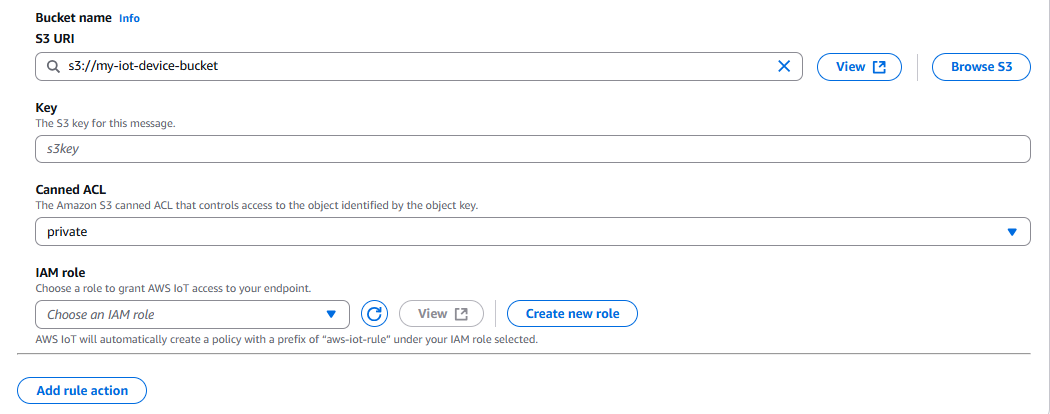 Bucket name Info
S3 URI
s3://my-iot-device-bucket View Browse S3
Key
The S3 key for this message.
s3key
Canned ACL
The Amazon S3 canned ACL that controls access to the object identified by the object key.
private
IAM role
Choose a role to grant AWS IoT access to your endpoint.
Choose an IAM role View Create new role
AWS IoT will automatically create a policy with a prefix of "aws-iot-rule" under your IAM role selected.
Add rule action